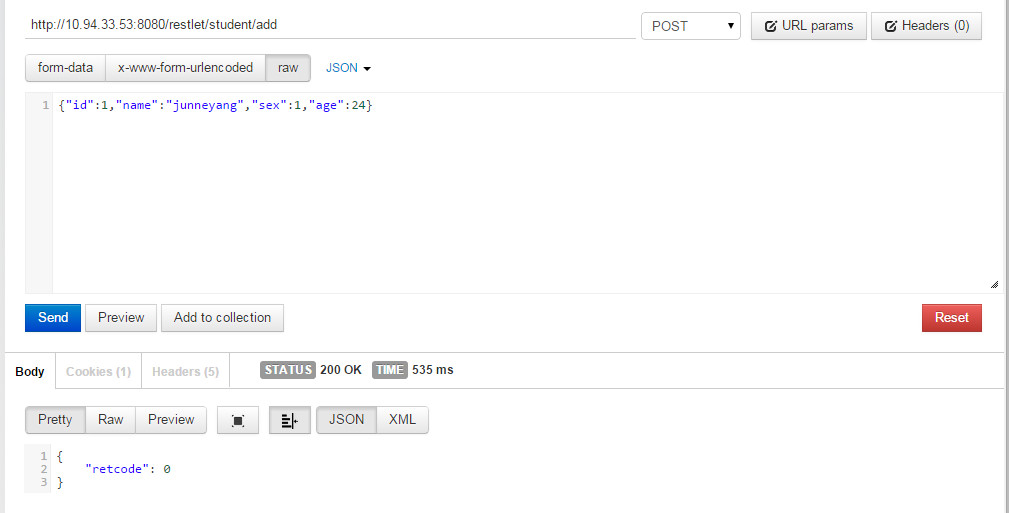 http://10.94.33.53:8080/restlet/student/add POST URL params Headers (0)
form-data x-www-form-urlencoded raw JSON
1 {"id":1,"name":"junneyang","sex":1,"age":24}
Send Preview Add to collection Reset
Body Cookies (1) Headers (5) STATUS 200 OK TIME 535 ms
Pretty Raw Preview JSON XML
1 {
2 "retcode": 0
3 }